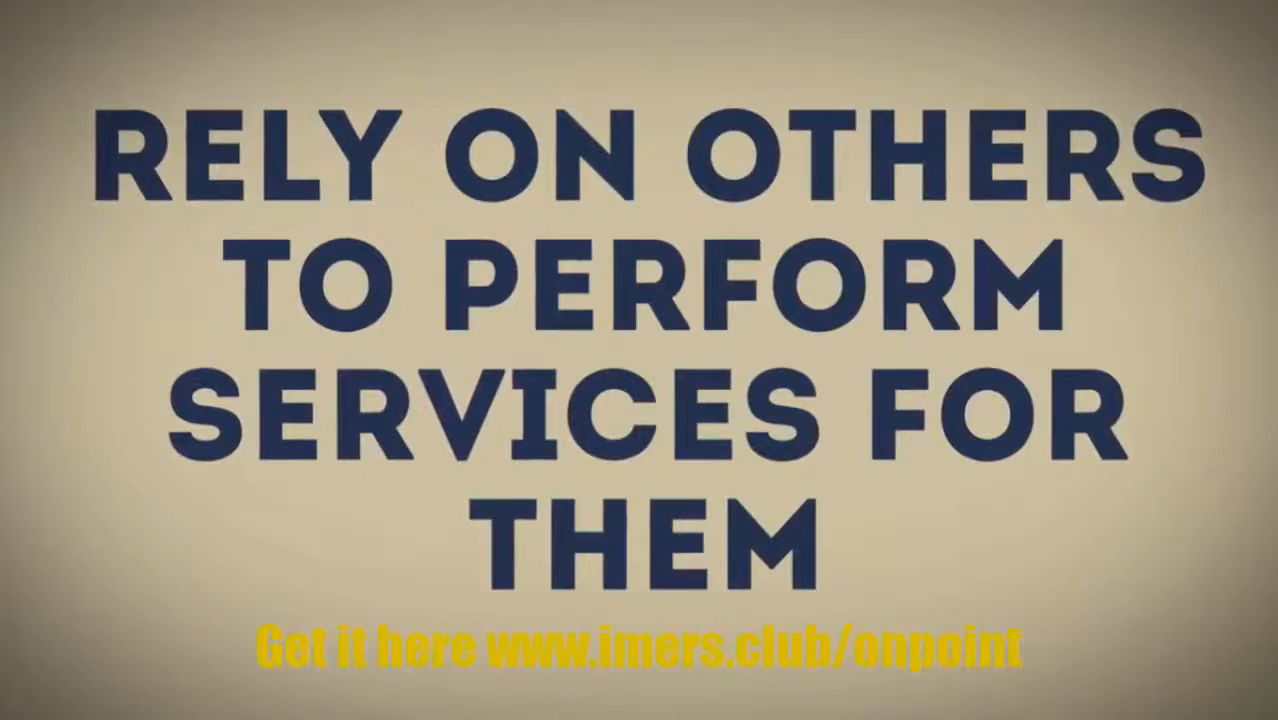 RELY ON OTHERS
TO PERFORM
SERVICES FOR
THEM
Get it here www.imers.club/onpoint